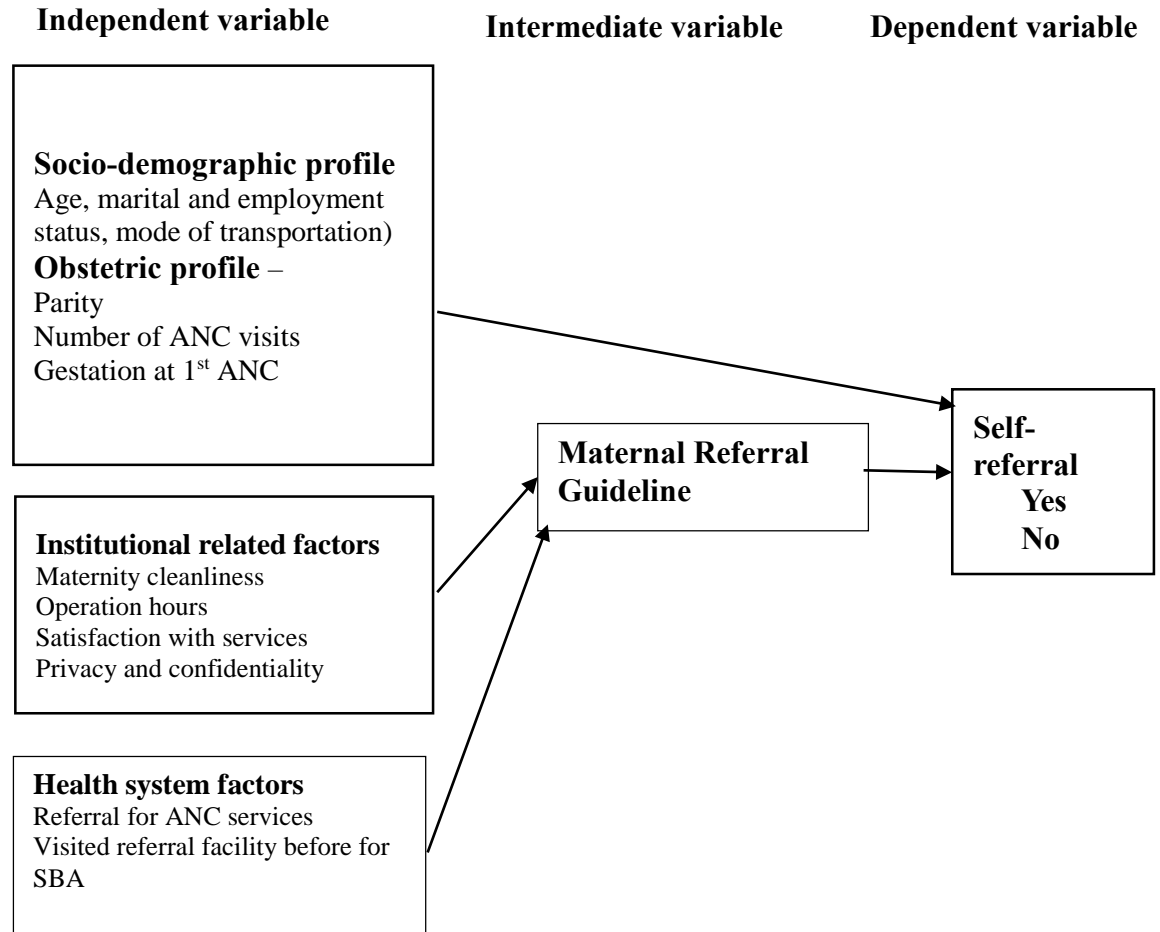 Independent variable
Intermediate variable
Dependent variable
Socio-demographic profile
Age, marital and employment
status, mode of transportation)
Obstetric profile –
Parity
Number of ANC visits
Gestation at 1st ANC
Institutional related factors
Maternity cleanliness
Operation hours
Satisfaction with services
Privacy and confidentiality
Health system factors
Referral for ANC services
Visited referral facility before for
SBA
Maternal Referral
Guideline
Self-
referral
Yes
No